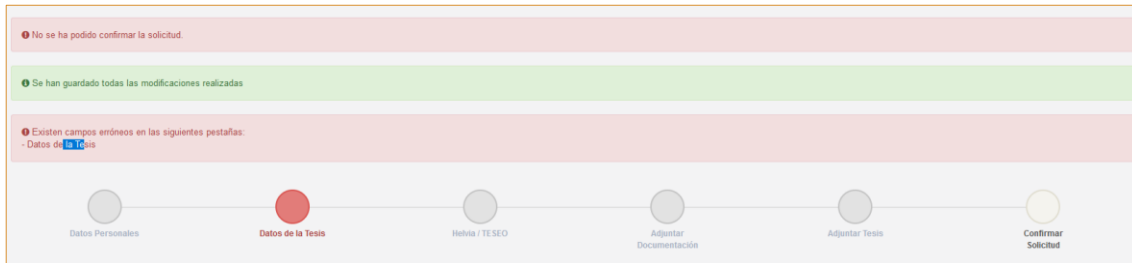 No se ha podido confirmar la solicitud.
Se han guardado todas las modificaciones realizadas
Existen campos erróneos en las siguientes pestañas:
- Datos de la Tesis
Datos Personales
Datos de la Tesis
Helvia / TESEO
Adjuntar
Documentación
Adjuntar Tesis
Confirmar
Solicitud